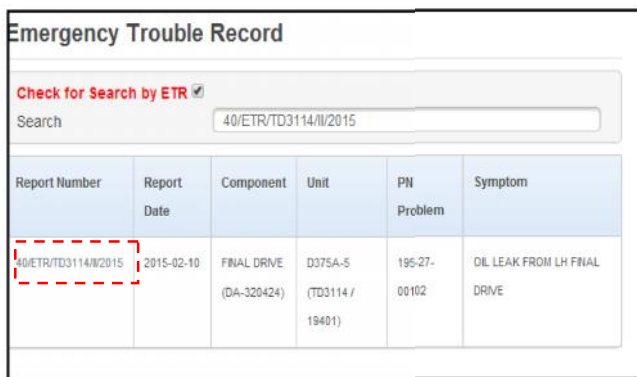 Emergency Trouble Record
Check for Search by ETR
Search 40/ETR/TD3114/II/2015
Report Number Report Date Component Unit PN Problem Symptom
40/ETR/TD3114/II/2015 2015-02-10 FINAL DRIVE (DA-320424) D375A-5 (TD3114 / 19401) 195-27-00102 OIL LEAK FROM LH FINAL DRIVE